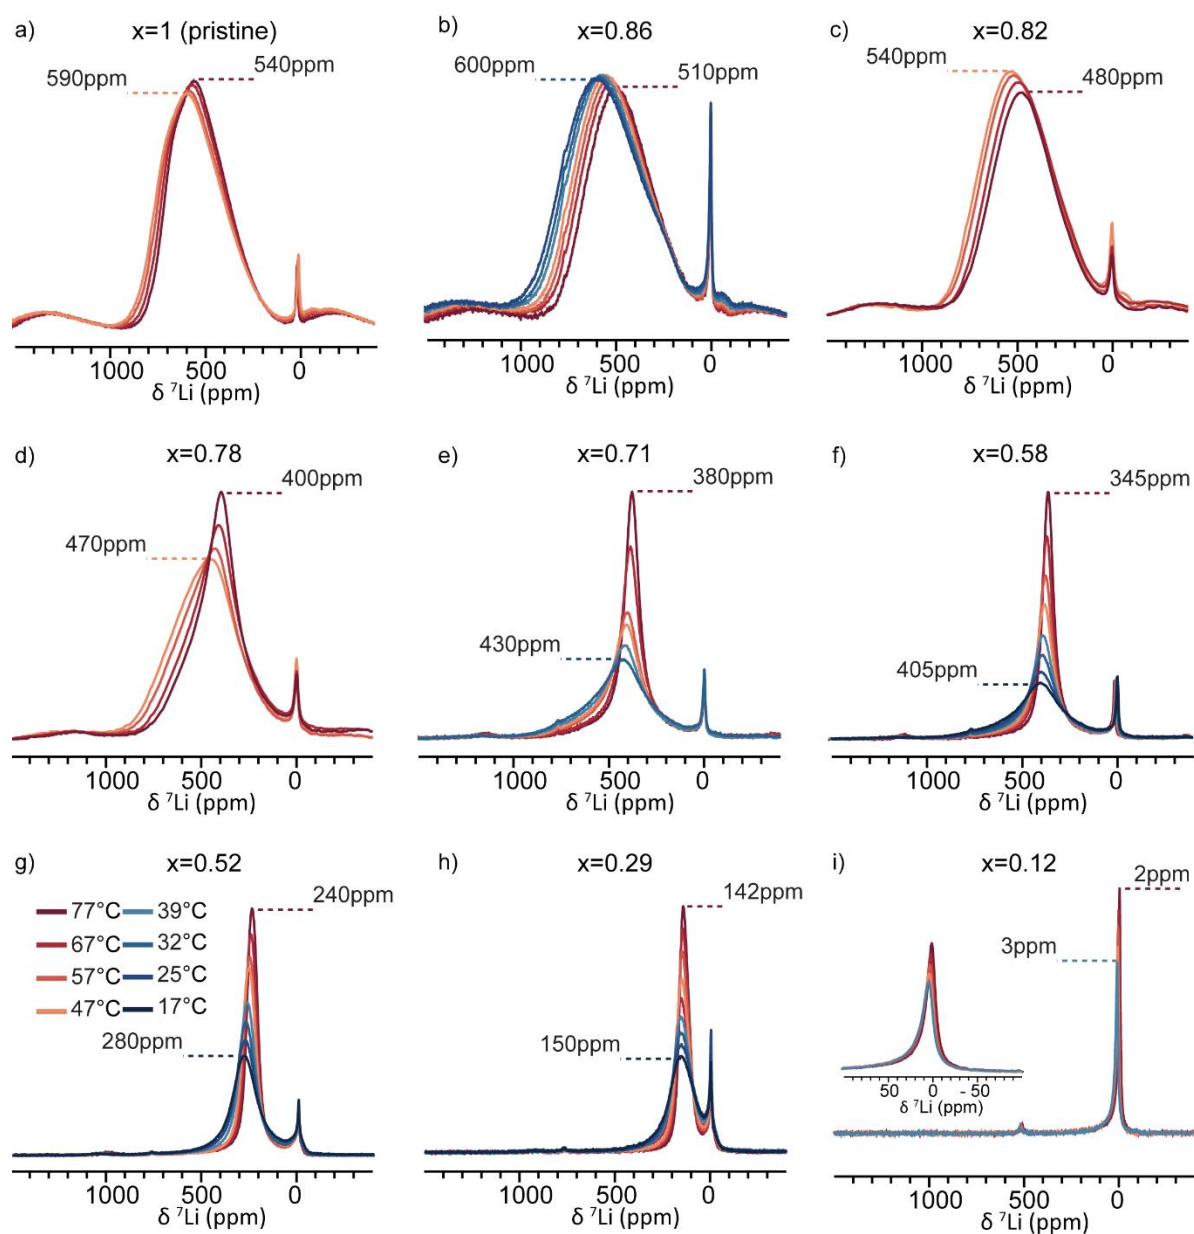 a) x=1 (pristine)
590ppm 540ppm
1000 500 0
δ ⁷Li (ppm)
b) x=0.86
600ppm 510ppm
1000 500 0
δ ⁷Li (ppm)
c) x=0.82
540ppm 480ppm
1000 500 0
δ ⁷Li (ppm)
d) x=0.78
400ppm
470ppm
1000 500 0
δ ⁷Li (ppm)
e) x=0.71
380ppm
430ppm
1000 500 0
δ ⁷Li (ppm)
f) x=0.58
345ppm
405ppm
1000 500 0
δ ⁷Li (ppm)
g) x=0.52
240ppm
77°C 39°C
67°C 32°C
57°C 25°C
47°C 17°C
280ppm
1000 500 0
δ ⁷Li (ppm)
h) x=0.29
142ppm
150ppm
1000 500 0
δ ⁷Li (ppm)
i) x=0.12
2ppm
3ppm
50 0 -50
δ ⁷Li (ppm)
1000 500 0
δ ⁷Li (ppm)